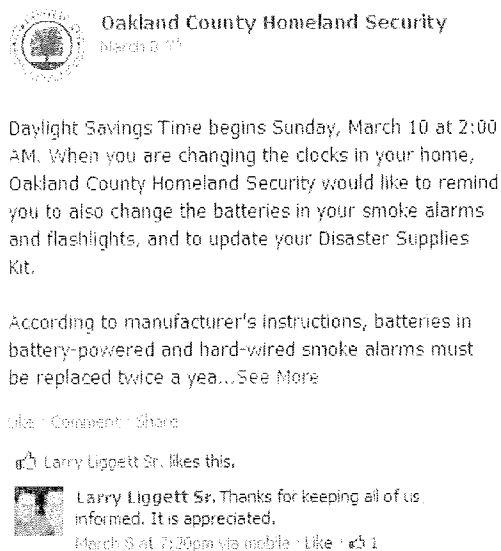 Oakland County Homeland Security
March 8
Daylight Savings Time begins Sunday, March 10 at 2:00
AM. When you are changing the clocks in your home,
Oakland County Homeland Security would like to remind
you to also change the batteries in your smoke alarms
and flashlights, and to update your Disaster Supplies
Kit.
According to manufacturer's instructions, batteries in
battery-powered and hard-wired smoke alarms must
be replaced twice a yea...See More
Like · Comment · Share
Larry Liggett Sr. likes this.
Larry Liggett Sr. Thanks for keeping all of us
informed. It is appreciated.
March 8 at 7:30pm via mobile · Like · 1